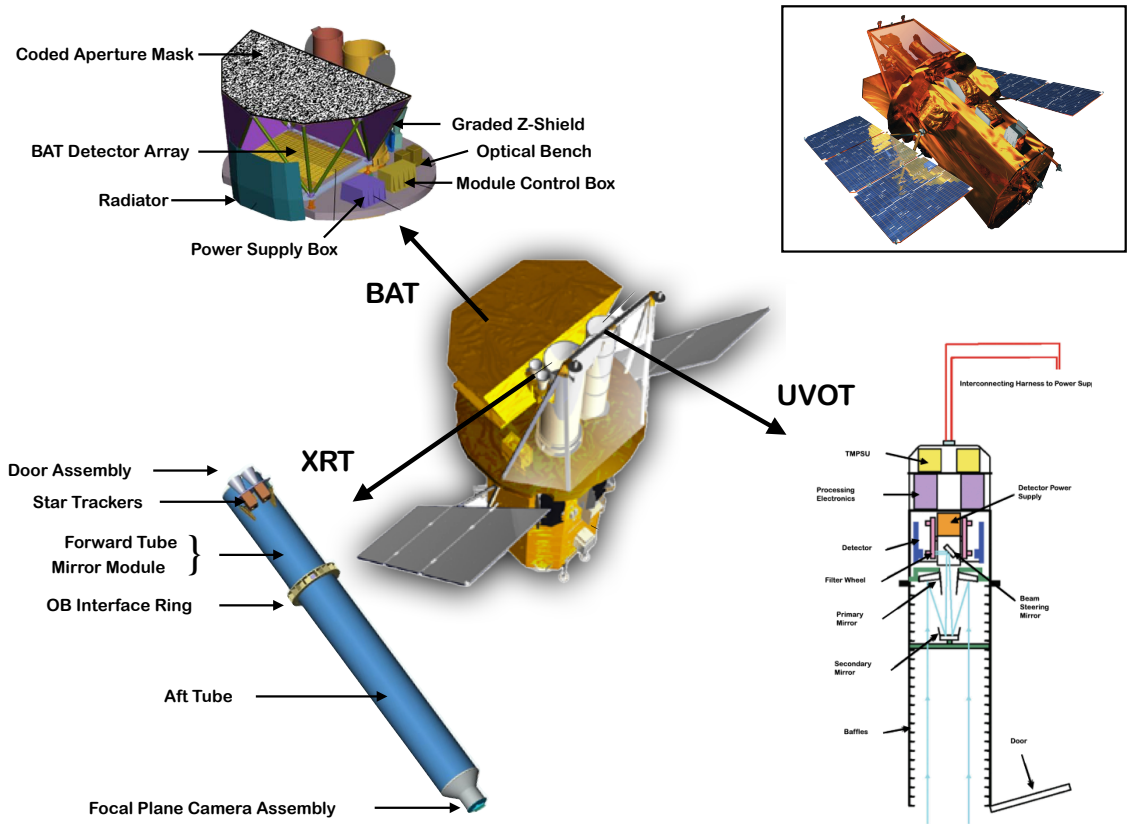 Coded Aperture Mask
Graded Z-Shield
BAT Detector Array
Optical Bench
Module Control Box
Radiator
Power Supply Box
BAT
UVOT
XRT
Door Assembly
Star Trackers
Forward Tube
Mirror Module
OB Interface Ring
Aft Tube
Focal Plane Camera Assembly
Interconnecting Harness to Power Supp
TMPSU
Processing
Electronics
Detector Power
Supply
Detector
Filter Wheel
Primary
Mirror
Beam
Steering
Mirror
Secondary
Mirror
Baffles
Door